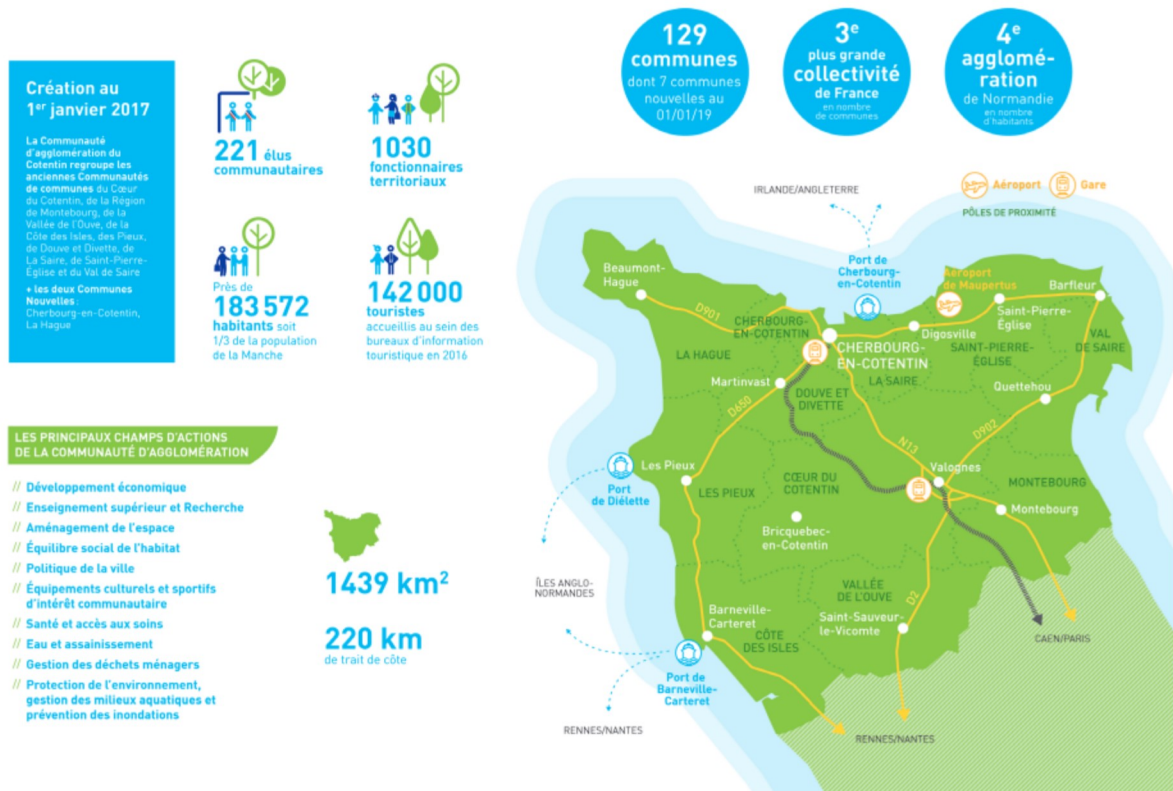 Création au
1er janvier 2017
La Communauté
d'agglomération du
Cotentin regroupe les
anciennes Communautés
de communes du Cœur
du Cotentin, de la Région
de Montebourg, de la
Vallée de l'Ouve, de la
Côte des Isles, des Pieux,
de Douve et Divette, de
La Saire, de Saint-Pierre-
Église et du Val de Saire
+ les deux Communes
Nouvelles :
Cherbourg-en-Cotentin,
La Hague
221 élus
communautaires
1030
fonctionnaires
territoriaux
Près de
183 572
habitants soit
1/3 de la population
de la Manche
142 000
touristes
accueillis au sein des
bureaux d'information
touristique en 2016
LES PRINCIPAUX CHAMPS D'ACTIONS
DE LA COMMUNAUTÉ D'AGGLOMÉRATION
// Développement économique
// Enseignement supérieur et Recherche
// Aménagement de l'espace
// Équilibre social de l'habitat
// Politique de la ville
// Équipements culturels et sportifs
d'intérêt communautaire
// Santé et accès aux soins
// Eau et assainissement
// Gestion des déchets ménagers
// Protection de l'environnement,
gestion des milieux aquatiques et
prévention des inondations
1439 km²
220 km
de trait de côte
129
communes
dont 7 communes
nouvelles au
01/01/19
3e
plus grande
collectivité
de France
en nombre
de communes
4e
agglomé-
ration
de Normandie
en nombre
d'habitants
Aéroport
Gare
PÔLES DE PROXIMITÉ
IRLANDE/ANGLETERRE
Port de
Cherbourg-
en-Cotentin
Aéroport
de Maupertus
Beaumont-
Hague
Barfleur
Saint-Pierre-
Église
Digosville
D901
CHERBOURG-
EN-COTENTIN
CHERBOURG-
EN-COTENTIN
LA HAGUE
SAINT-PIERRE-
ÉGLISE
VAL
DE SAIRE
LA SAIRE
Martinvast
DOUVE ET
DIVETTE
Quettehou
D650
D902
N13
Les Pieux
LES PIEUX
Port
de Diélette
CŒUR DU
COTENTIN
Valognes
MONTEBOURG
Montebourg
Bricquebec-
en-Cotentin
ÎLES ANGLO-
NORMANDES
VALLÉE
DE L'OUVE
D2
Barneville-
Carteret
Saint-Sauveur-
le-Vicomte
CÔTE
DES ISLES
CAEN/PARIS
Port de
Barneville-
Carteret
RENNES/NANTES
RENNES/NANTES